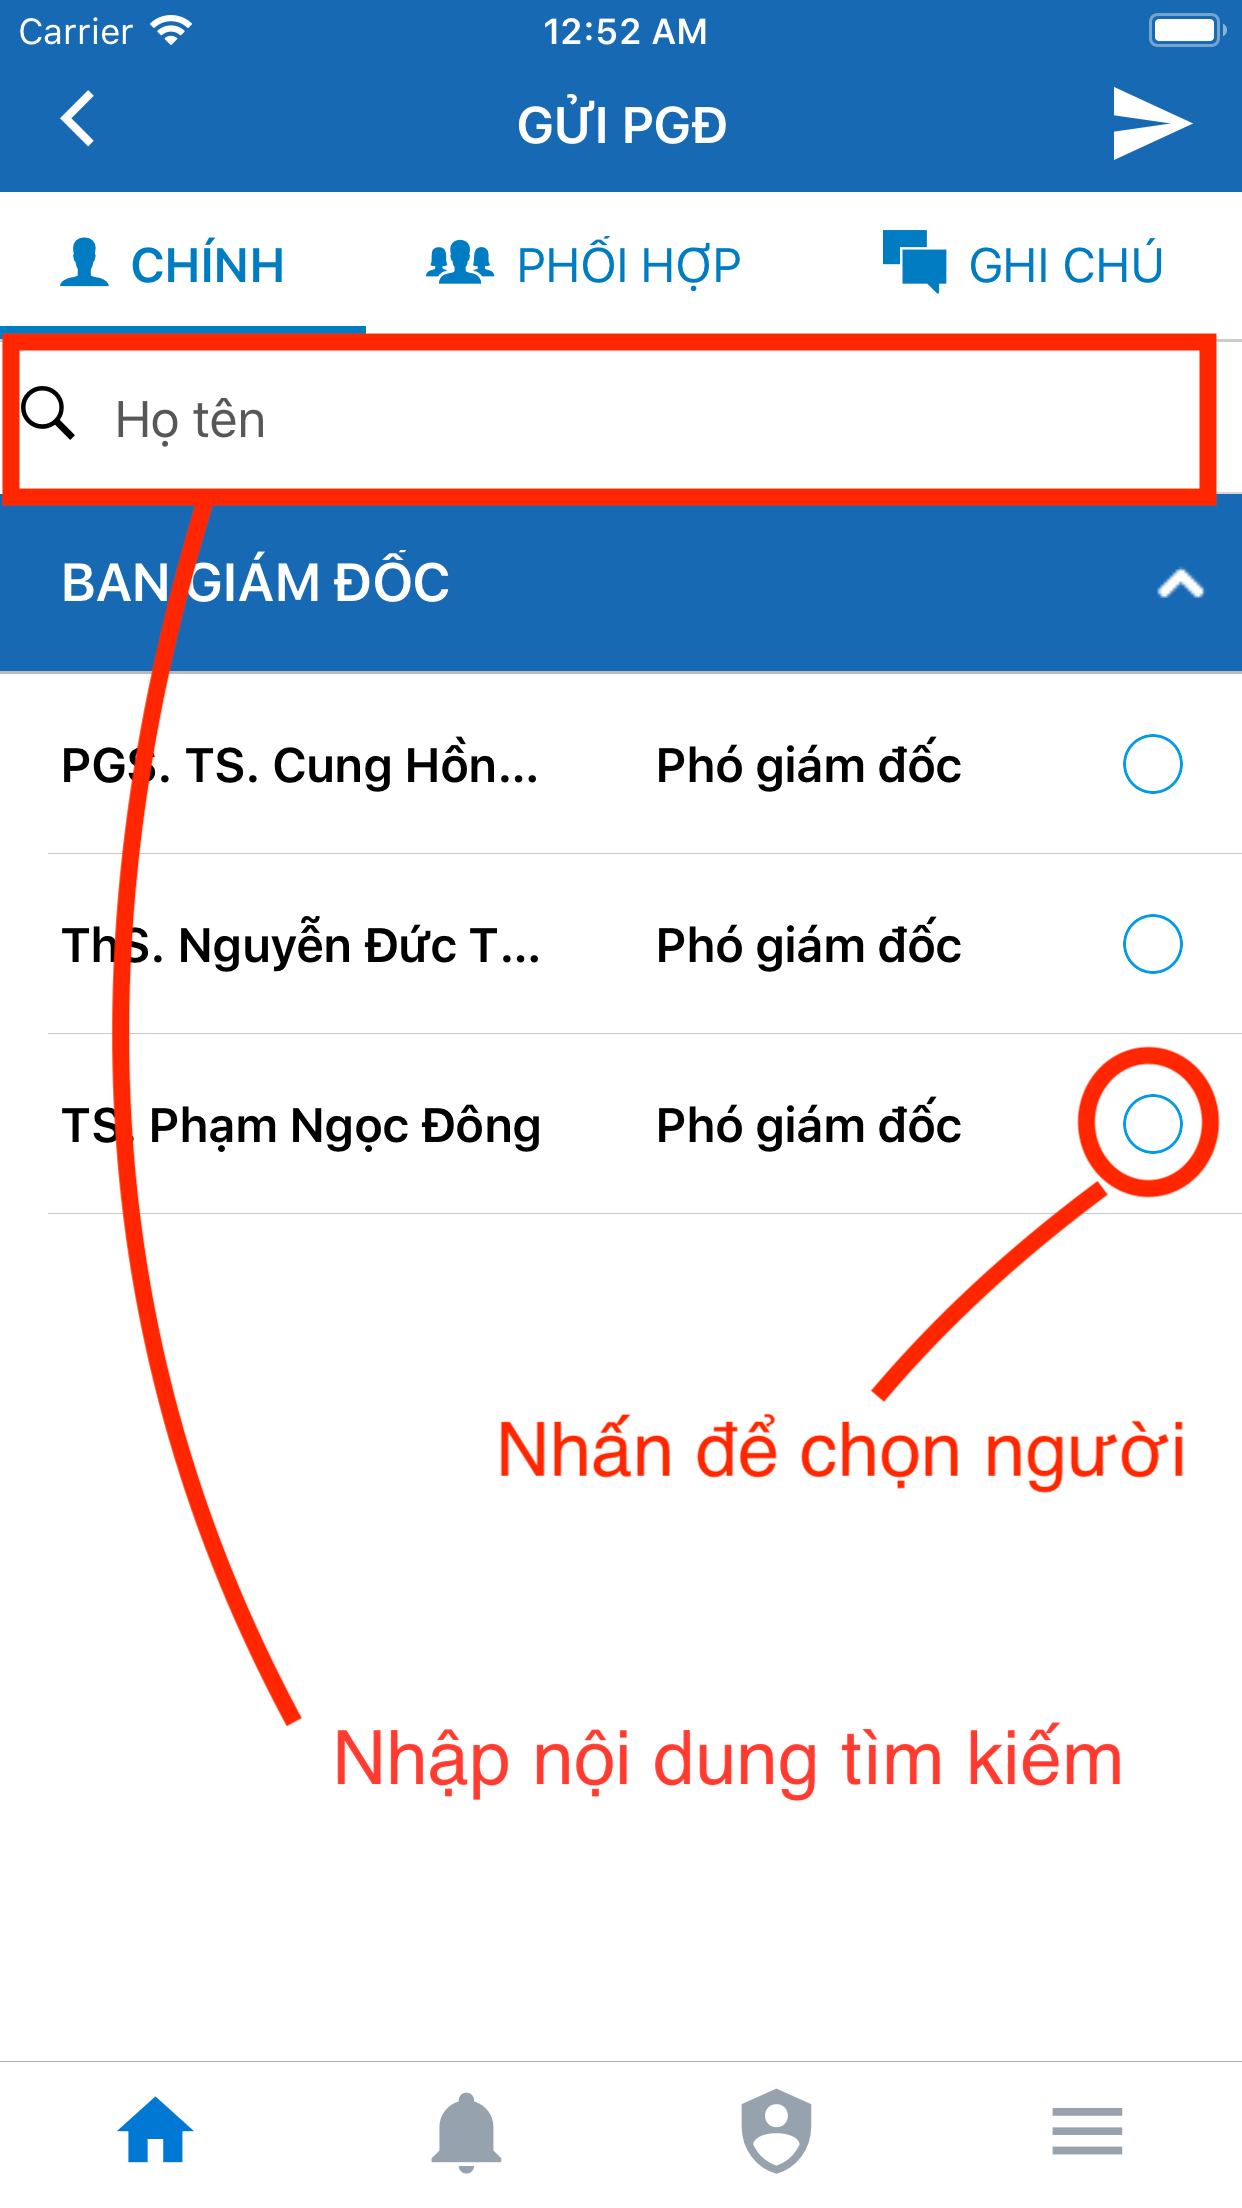 Carrier 12:52 AM
GỬI PGĐ
CHÍNH PHỐI HỢP GHI CHÚ
Họ tên
BAN GIÁM ĐỐC
PGS. TS. Cung Hồn... Phó giám đốc
ThS. Nguyễn Đức T... Phó giám đốc
TS. Phạm Ngọc Đông Phó giám đốc
Nhấn để chọn người
Nhập nội dung tìm kiếm